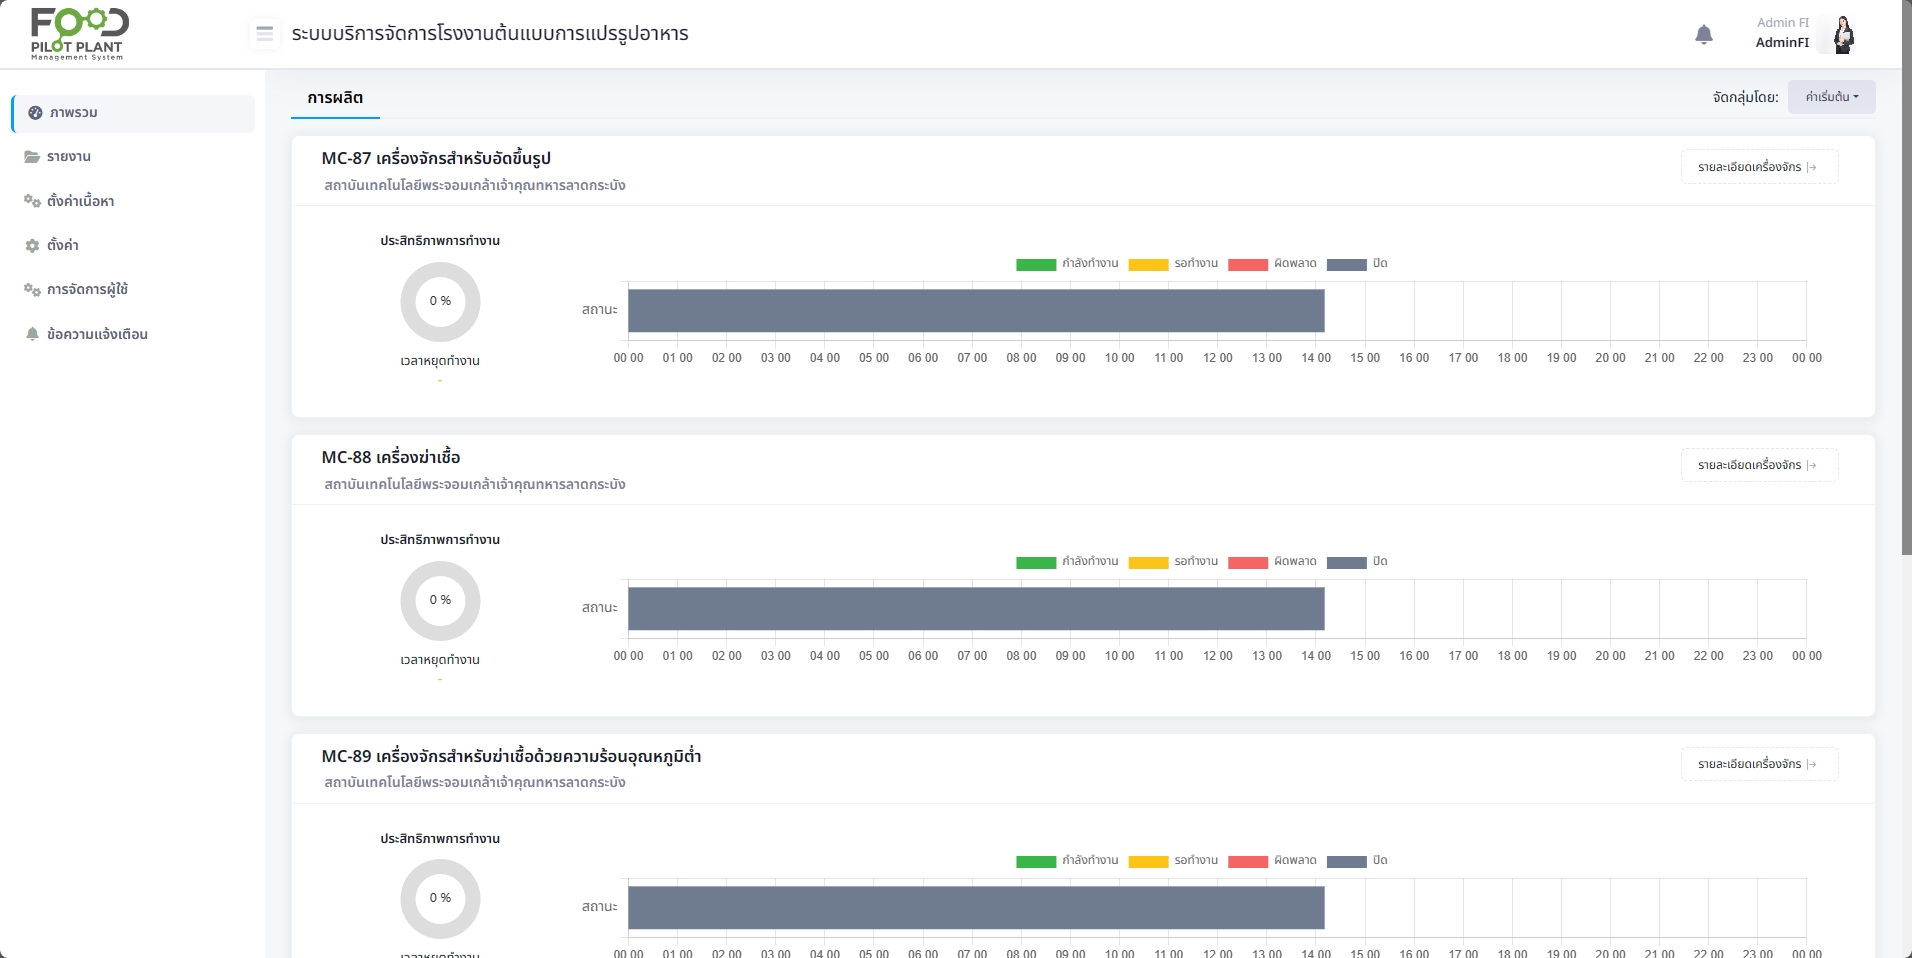 FOOD
PILOT PLANT
Management System
ระบบบริการจัดการโรงงานต้นแบบการแปรรูปอาหาร
Admin FI
AdminFI
ภาพรวม
รายงาน
ตั้งค่าเนื้อหา
ตั้งค่า
การจัดการผู้ใช้
ข้อความแจ้งเตือน
การผลิต
จัดกลุ่มโดย: ค่าเริ่มต้น
MC-87 เครื่องจักรสำหรับอัดขึ้นรูป
สถาบันเทคโนโลยีพระจอมเกล้าเจ้าคุณทหารลาดกระบัง
รายละเอียดเครื่องจักร
ประสิทธิภาพการทำงาน
0 %
เวลาหยุดทำงาน
-
กำลังทำงาน รอทำงาน ผิดพลาด ปิด
สถานะ
00 00 01 00 02 00 03 00 04 00 05 00 06 00 07 00 08 00 09 00 10 00 11 00 12 00 13 00 14 00 15 00 16 00 17 00 18 00 19 00 20 00 21 00 22 00 23 00 00 00
MC-88 เครื่องฆ่าเชื้อ
สถาบันเทคโนโลยีพระจอมเกล้าเจ้าคุณทหารลาดกระบัง
รายละเอียดเครื่องจักร
ประสิทธิภาพการทำงาน
0 %
เวลาหยุดทำงาน
-
กำลังทำงาน รอทำงาน ผิดพลาด ปิด
สถานะ
00 00 01 00 02 00 03 00 04 00 05 00 06 00 07 00 08 00 09 00 10 00 11 00 12 00 13 00 14 00 15 00 16 00 17 00 18 00 19 00 20 00 21 00 22 00 23 00 00 00
MC-89 เครื่องจักรสำหรับฆ่าเชื้อด้วยความร้อนอุณหภูมิต่ำ
สถาบันเทคโนโลยีพระจอมเกล้าเจ้าคุณทหารลาดกระบัง
รายละเอียดเครื่องจักร
ประสิทธิภาพการทำงาน
0 %
เวลาหยุดทำงาน
กำลังทำงาน รอทำงาน ผิดพลาด ปิด
สถานะ
00 00 01 00 02 00 03 00 04 00 05 00 06 00 07 00 08 00 09 00 10 00 11 00 12 00 13 00 14 00 15 00 16 00 17 00 18 00 19 00 20 00 21 00 22 00 23 00 00 00